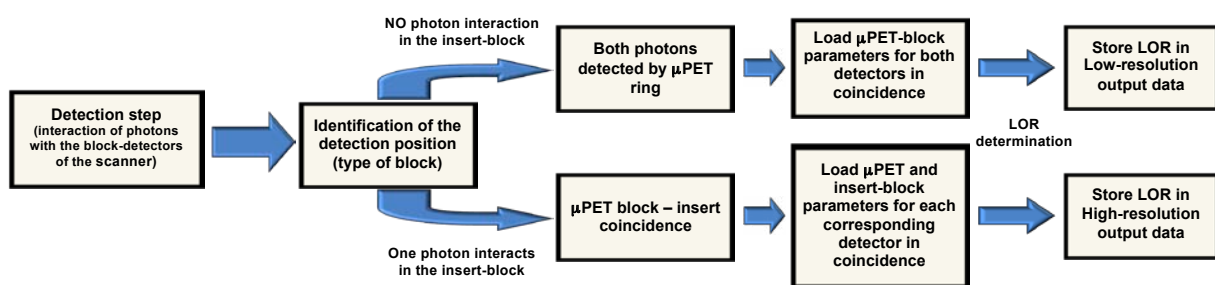 Detection step
(interaction of photons
with the block-detectors
of the scanner)
Identification of the
detection position
(type of block)
NO photon interaction
in the insert-block
Both photons
detected by μPET
ring
Load μPET-block
parameters for both
detectors in
coincidence
Store LOR in
Low-resolution
output data
LOR
determination
One photon interacts
in the insert-block
μPET block – insert
coincidence
Load μPET and
insert-block
parameters for each
corresponding
detector in
coincidence
Store LOR in
High-resolution
output data